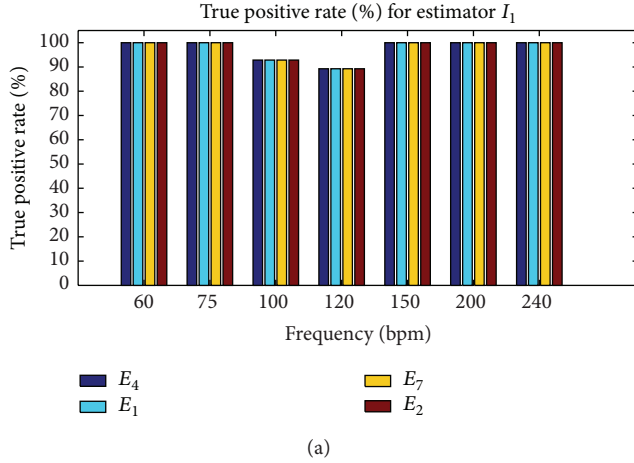 True positive rate (%) for estimator I₁
True positive rate (%)
100
90
80
70
60
50
40
30
20
10
0
60 75 100 120 150 200 240
Frequency (bpm)
E₄ E₇
E₁ E₂
(a)